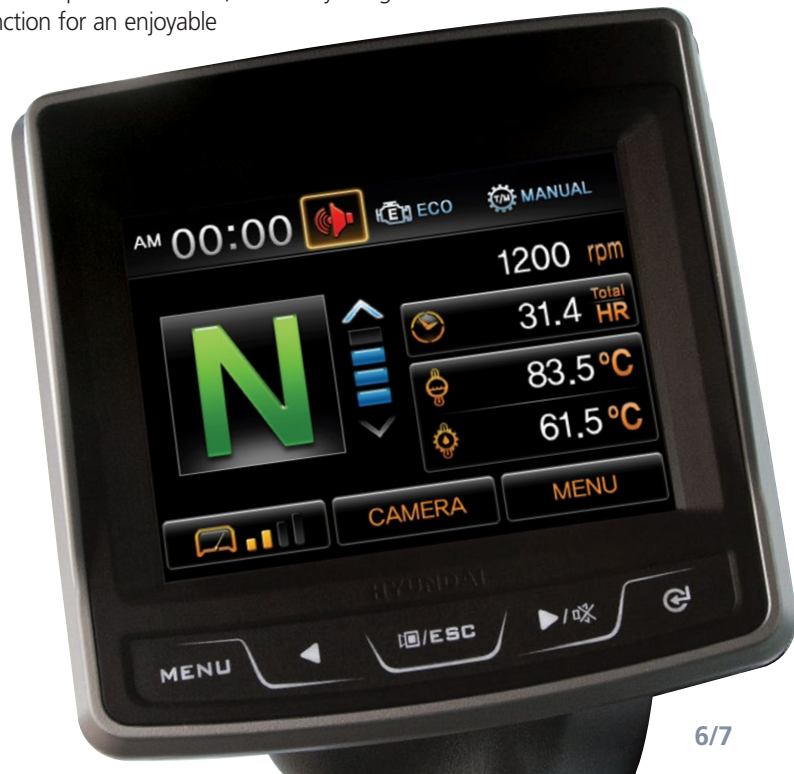 nction for an enjoyable
AM 00:00 E ECO T/M MANUAL
1200 rpm
31.4 Total HR
N
83.5°C
61.5°C
CAMERA MENU
HYUNDAI
MENU /ESC /
6/7